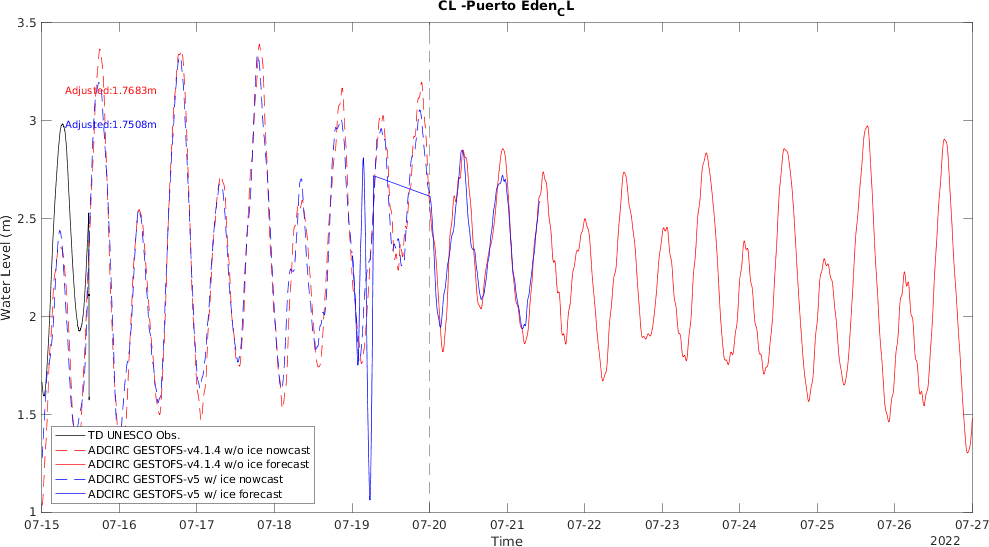 CL -Puerto Eden_CL
Water Level (m)
3.5
3
2.5
2
1.5
1
Adjusted:1.7683m
Adjusted:1.7508m
TD UNESCO Obs.
ADCIRC GESTOFS-v4.1.4 w/o ice nowcast
ADCIRC GESTOFS-v4.1.4 w/o ice forecast
ADCIRC GESTOFS-v5 w/ ice nowcast
ADCIRC GESTOFS-v5 w/ ice forecast
07-15 07-16 07-17 07-18 07-19 07-20 07-21 07-22 07-23 07-24 07-25 07-26 07-27
Time
2022